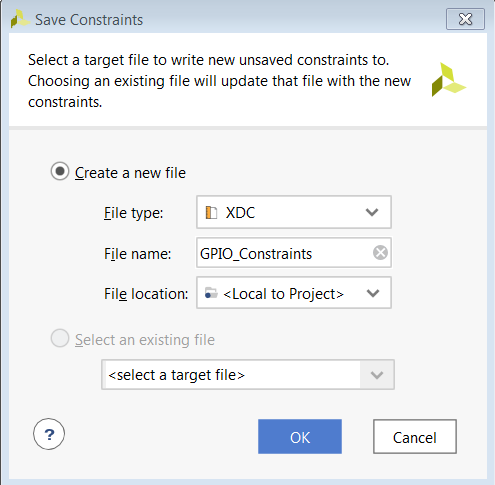 Save Constraints
Select a target file to write new unsaved constraints to.
Choosing an existing file will update that file with the new
constraints.
Create a new file
File type: XDC
File name: GPIO_Constraints
File location: <Local to Project>
Select an existing file
<select a target file>
? OK Cancel